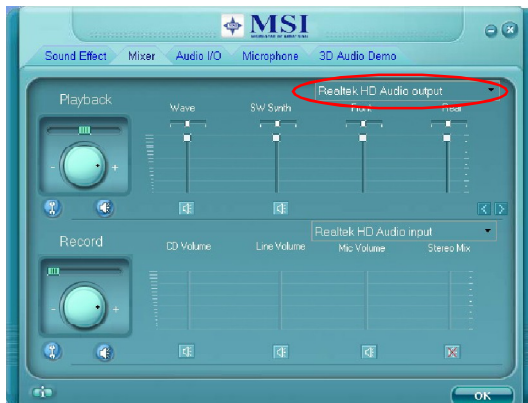 MSI
Sound Effect Mixer Audio I/O Microphone 3D Audio Demo
Realtek HD Audio output
Playback
Wave SW Synth Front Rear
- +
Record
Realtek HD Audio input
CD Volume Line Volume Mic Volume Stereo Mix
- +
OK